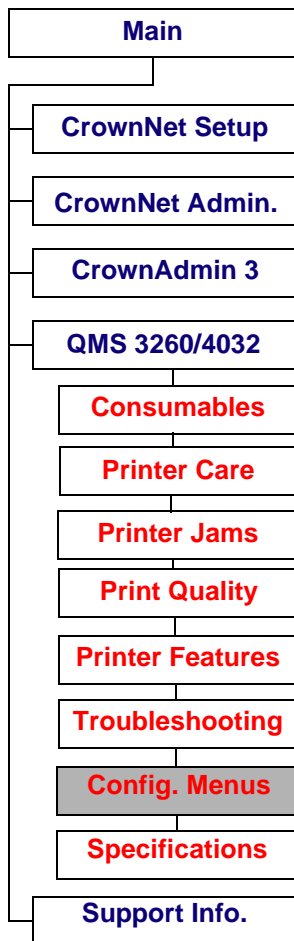 Main
CrownNet Setup
CrownNet Admin.
CrownAdmin 3
QMS 3260/4032
Consumables
Printer Care
Printer Jams
Print Quality
Printer Features
Troubleshooting
Config. Menus
Specifications
Support Info.